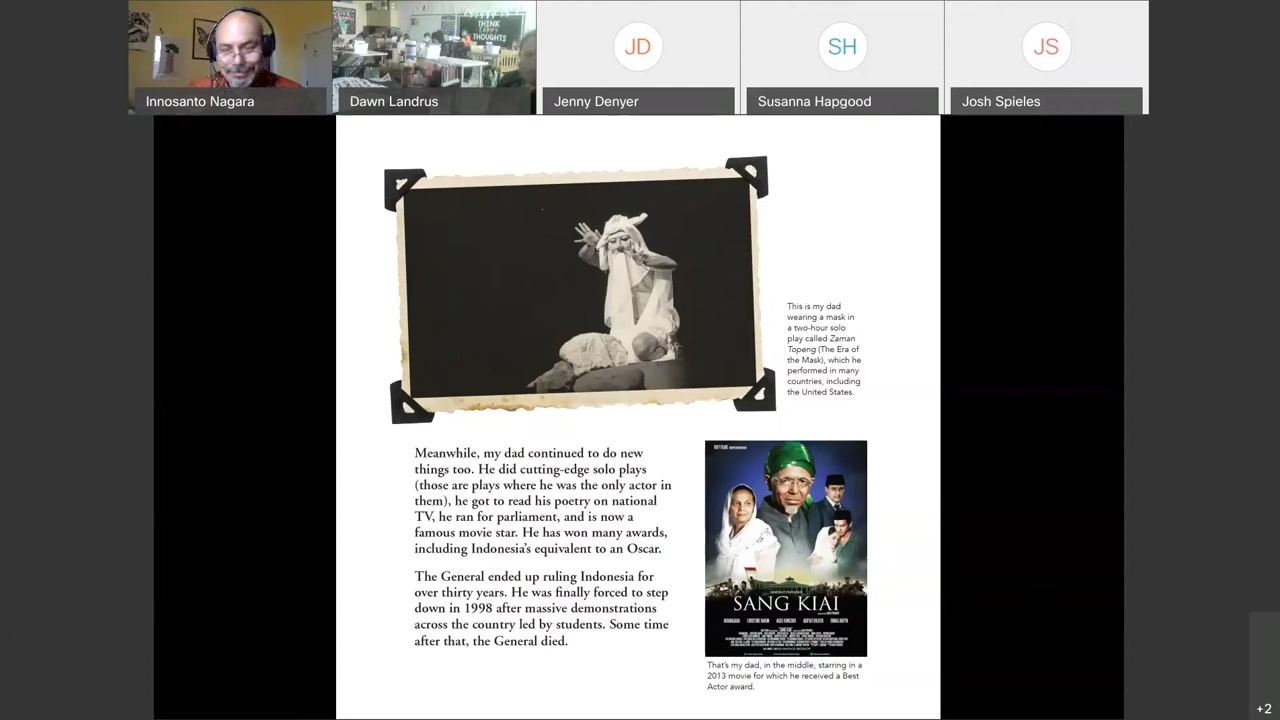 THINK
HAPPY
THOUGHTS
JD
SH
JS
Innosanto Nagara
Dawn Landrus
Jenny Denyer
Susanna Hapgood
Josh Spieles
This is my dad
wearing a mask in
a two-hour solo
play called Zaman
Topeng (The Era of
the Mask), which he
performed in many
countries, including
the United States.
Meanwhile, my dad continued to do new
things too. He did cutting-edge solo plays
(those are plays where he was the only actor in
them), he got to read his poetry on national
TV, he ran for parliament, and is now a
famous movie star. He has won many awards,
including Indonesia's equivalent to an Oscar.
The General ended up ruling Indonesia for
over thirty years. He was finally forced to step
down in 1998 after massive demonstrations
across the country led by students. Some time
after that, the General died.
SANG KIAI
That's my dad, in the middle, starring in a
2013 movie for which he received a Best
Actor award.
+2